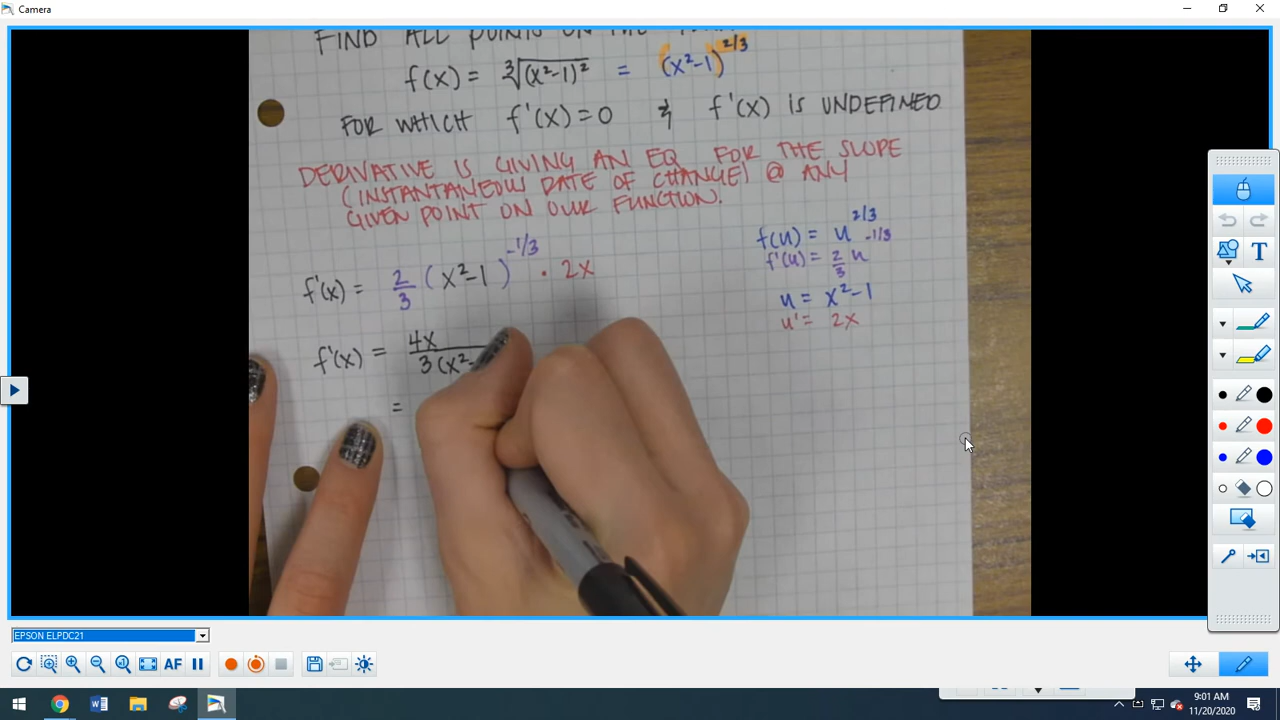 Camera
FIND ALL POINTS ON THE
f(x) = ∛(x²-1)² = (x²-1)^2/3
FOR WHICH f'(x)=0 & f'(x) IS UNDEFINED
DERIVATIVE IS GIVING AN EQ FOR THE SLOPE
(INSTANTANEOUS RATE OF CHANGE) @ ANY
GIVEN POINT ON OUR FUNCTION.
f(u) = u^2/3
f'(u) = 2/3 u^-1/3
u = x²-1
u' = 2x
f'(x) = 2/3 (x²-1)^-1/3 · 2x
f'(x) = 4x / 3(x²-
=
T
EPSON ELPDC21
AF
9:01 AM
11/20/2020